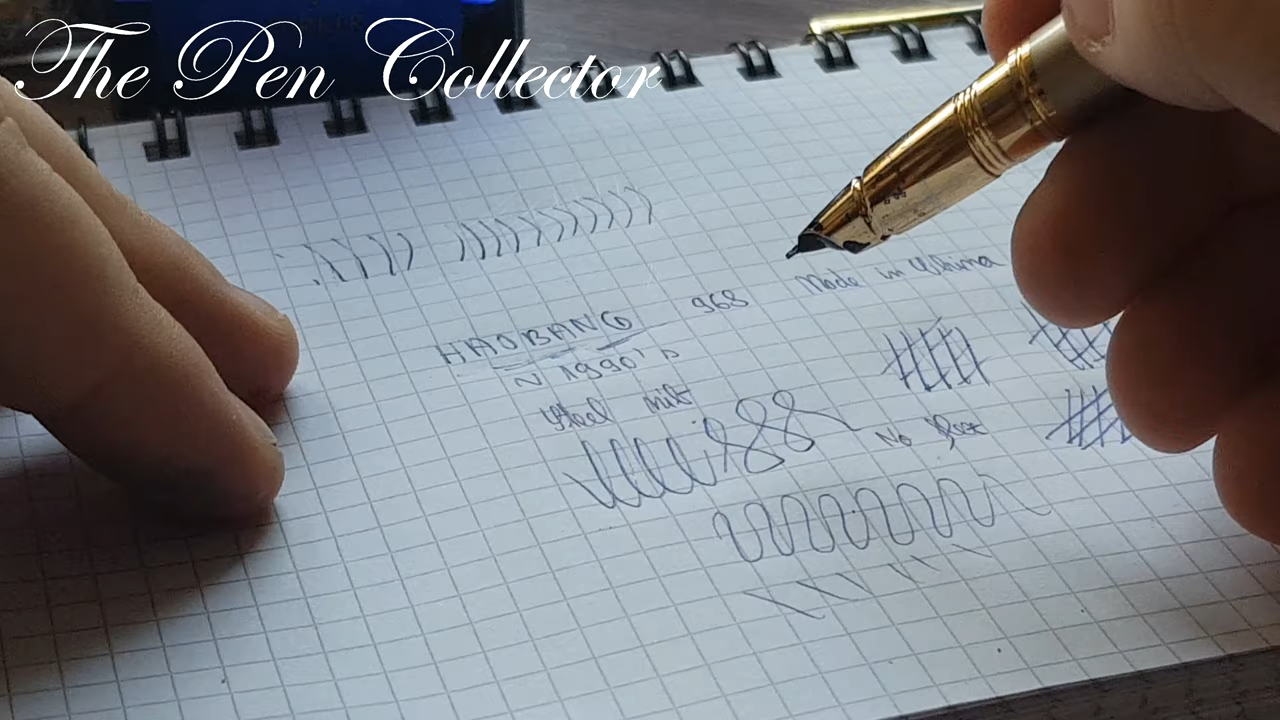 The Pen Collector
HAOBANG 968 Made in China
~ 1990's
Steel nib
No flex